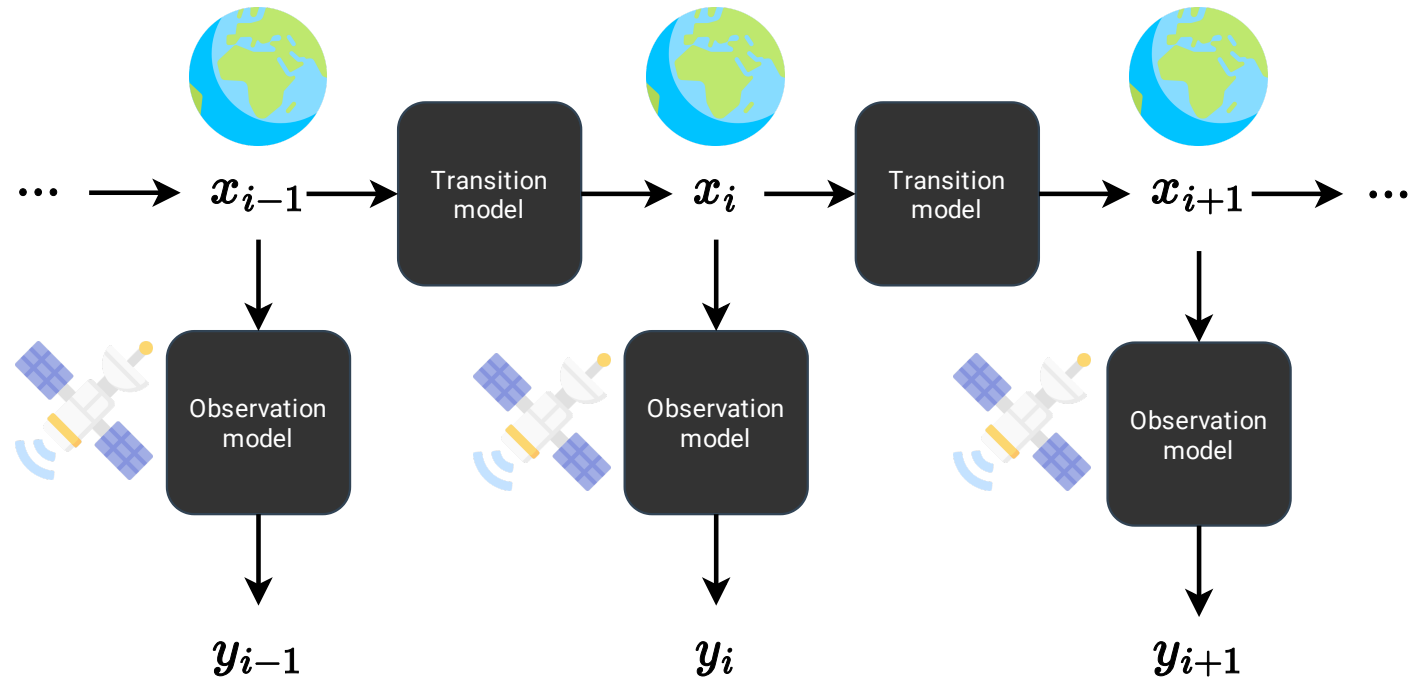 ... x_{i-1} Transition model x_i Transition model x_{i+1} ...
Observation model Observation model Observation model
y_{i-1} y_i y_{i+1}